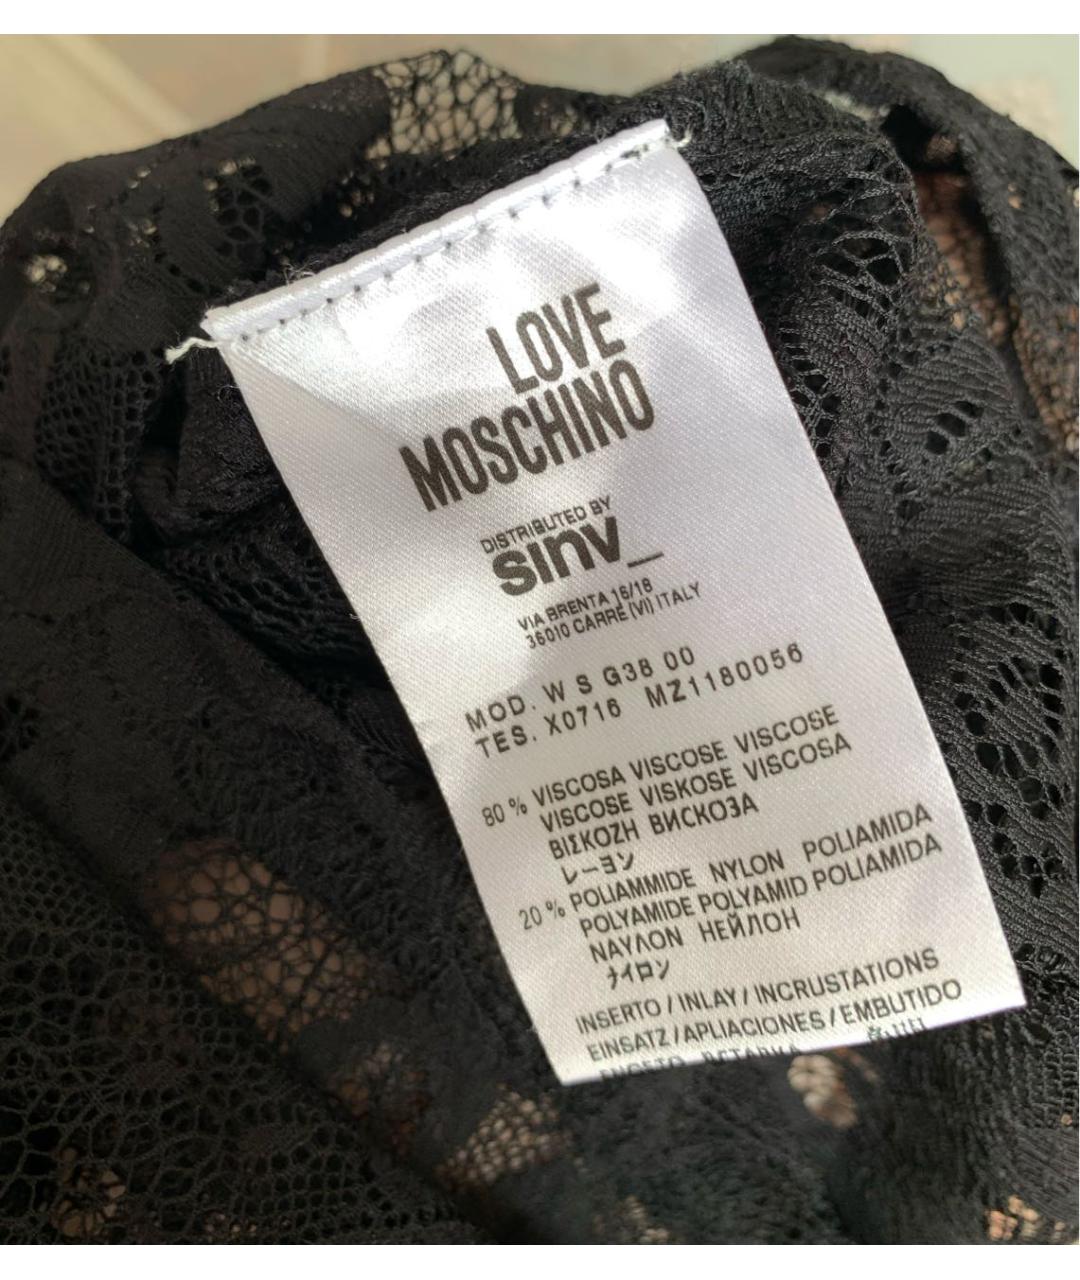 LOVE
MOSCHINO
DISTRIBUTED BY
sinv_
VIA BRENTA 16/18
36010 CARRÈ (VI) ITALY
MOD. W S G38 00
TES. X0716 MZ1180056
80 % VISCOSA VISCOSE VISCOSE
VISCOSE VISKOSE VISCOSA
ΒΙΣΚΟΖΗ ВИСКОЗА
レーヨン
20 % POLIAMMIDE NYLON POLIAMIDA
POLYAMIDE POLYAMID POLIAMIDA
ΝΑΥΛΟΝ НЕЙЛОН
ナイロン
INSERTO / INLAY / INCRUSTATIONS
EINSATZ / APLIACIONES / EMBUTIDO